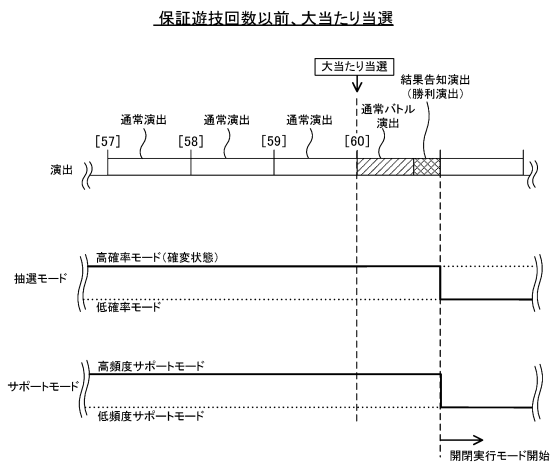 保証遊技回数以前、大当たり当選
大当たり当選
結果告知演出
(勝利演出)
通常演出
通常演出
通常演出
通常バトル
演出
[57]
[58]
[59]
[60]
演出
高確率モード(確変状態)
抽選モード
低確率モード
高頻度サポートモード
サポートモード
低頻度サポートモード
開閉実行モード開始